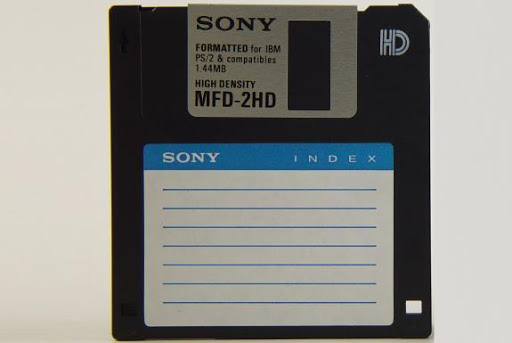 SONY
FORMATTED for IBM
PS/2 & compatibles
1.44MB
HIGH DENSITY
MFD-2HD
HD
SONY INDEX